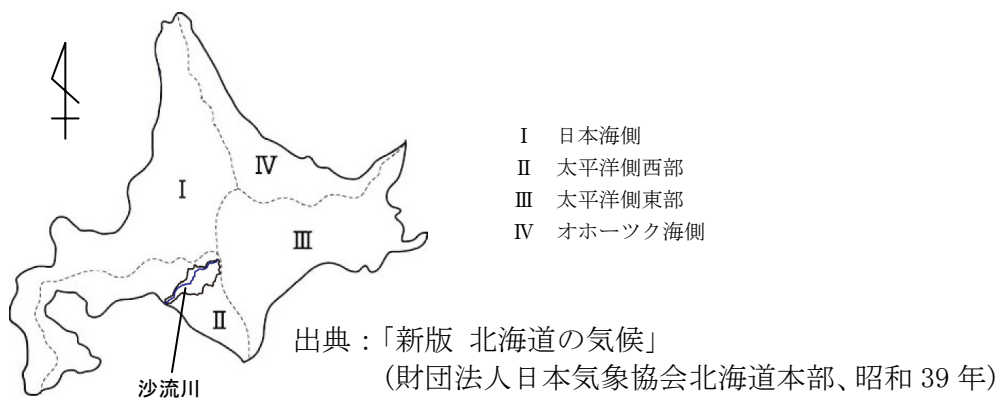 Ⅰ 日本海側
Ⅱ 太平洋側西部
Ⅲ 太平洋側東部
Ⅳ オホーツク海側
Ⅳ
Ⅰ
Ⅲ
Ⅱ
沙流川
出典：「新版 北海道の気候」
(財団法人日本気象協会北海道本部、昭和 39 年)